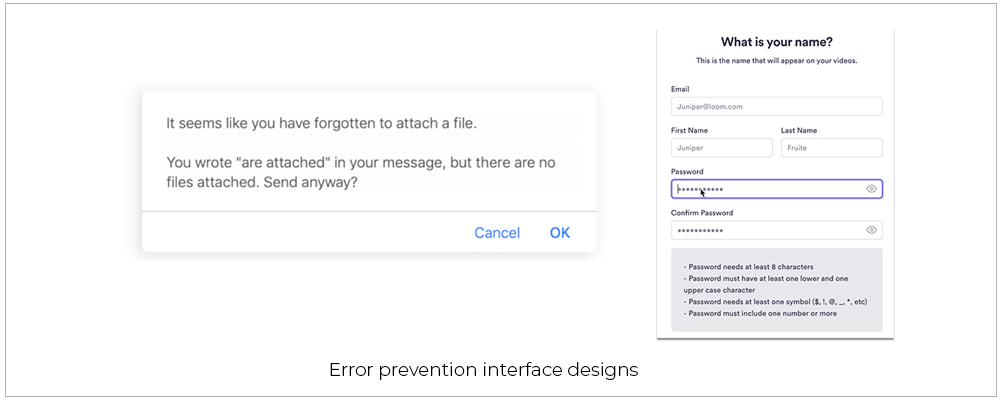 It seems like you have forgotten to attach a file.
You wrote "are attached" in your message, but there are no
files attached. Send anyway?
Cancel OK
What is your name?
This is the name that will appear on your videos.
Email
Juniper@loom.com
First Name Last Name
Juniper Fruite
Password
•••••••••••
Confirm Password
•••••••••••
- Password needs at least 8 characters
- Password must have at least one lower and one
upper case character
- Password needs at least one symbol ($, !, @, _, *, etc)
- Password must include one number or more
Error prevention interface designs